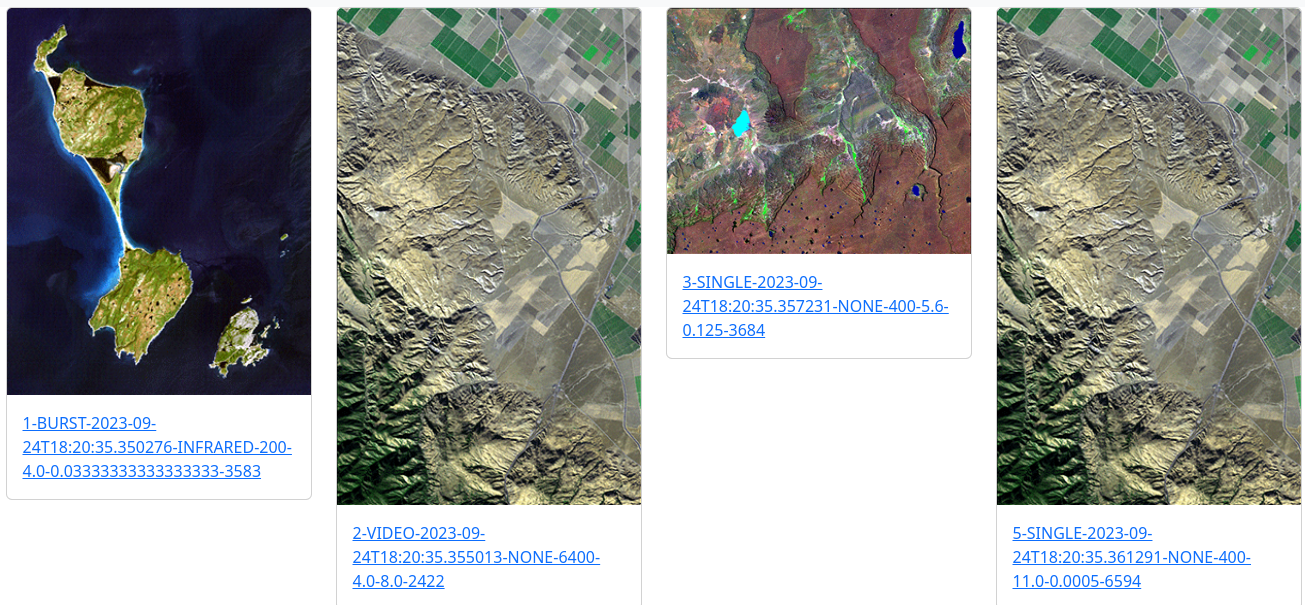 1-BURST-2023-09-
24T18:20:35.350276-INFRARED-200-
4.0-0.03333333333333333-3583
2-VIDEO-2023-09-
24T18:20:35.355013-NONE-6400-
4.0-8.0-2422
3-SINGLE-2023-09-
24T18:20:35.357231-NONE-400-5.6-
0.125-3684
5-SINGLE-2023-09-
24T18:20:35.361291-NONE-400-
11.0-0.0005-6594